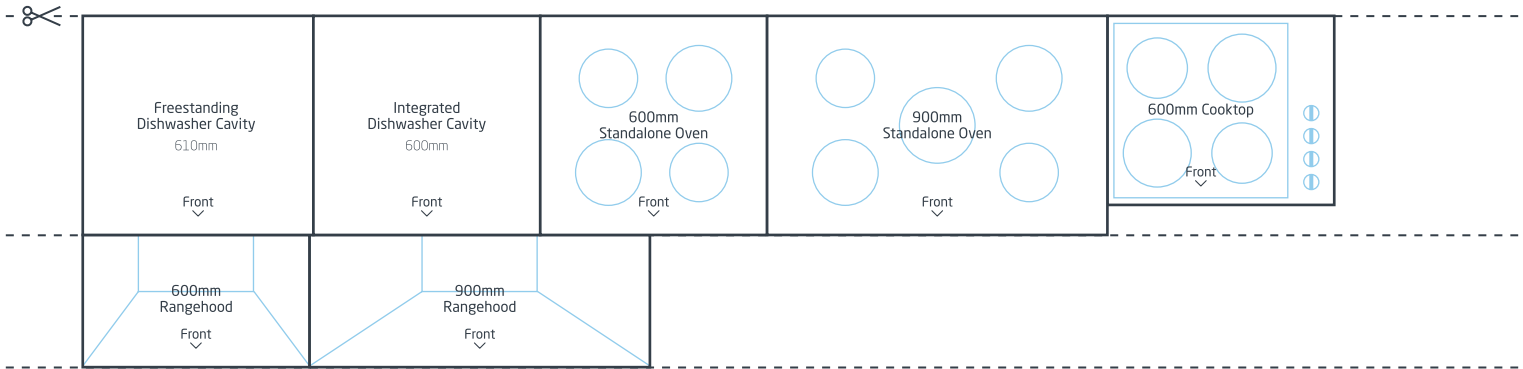 Freestanding
Dishwasher Cavity
610mm
Front
Integrated
Dishwasher Cavity
600mm
Front
600mm
Standalone Oven
Front
900mm
Standalone Oven
Front
600mm Cooktop
Front
600mm
Rangehood
Front
900mm
Rangehood
Front